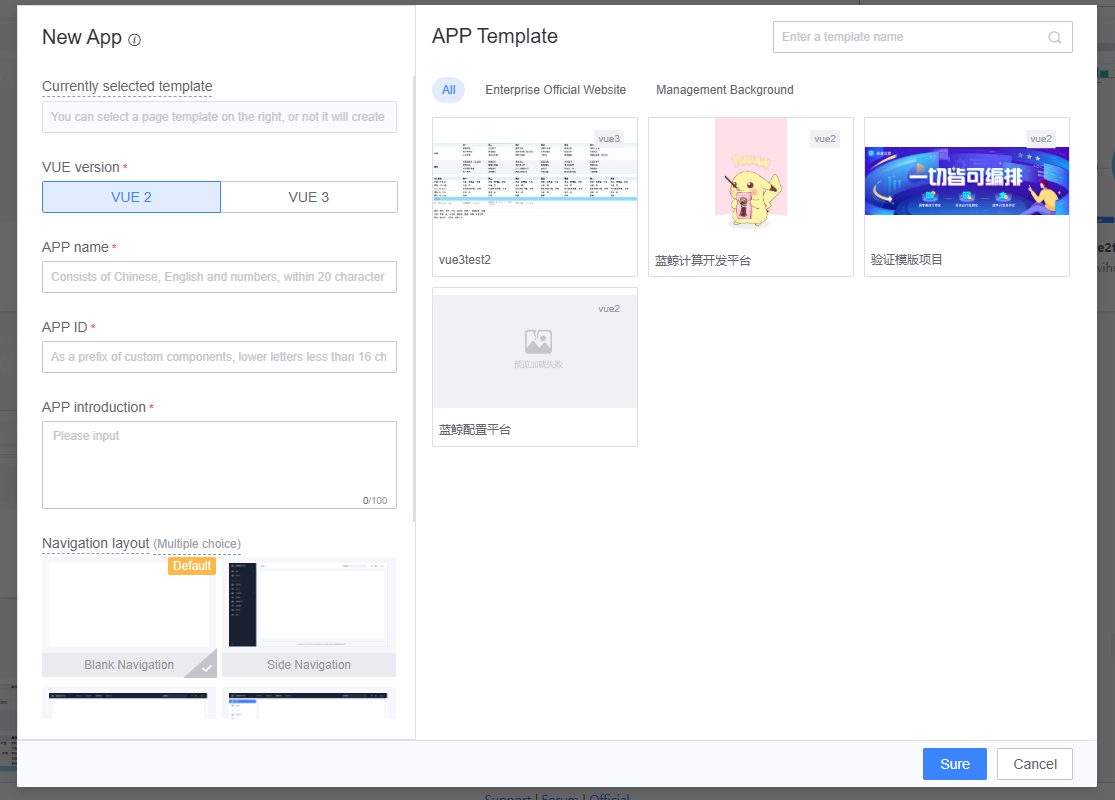 New App
Currently selected template
You can select a page template on the right, or not it will create
VUE version *
VUE 2
VUE 3
APP name *
Consists of Chinese, English and numbers, within 20 character
APP ID *
As a prefix of custom components, lower letters less than 16 ch
APP introduction *
Please input
0/100
Navigation layout (Multiple choice)
Default
Blank Navigation
Side Navigation
APP Template
Enter a template name
All
Enterprise Official Website
Management Background
vue3
vue3test2
vue2
蓝鲸计算开发平台
vue2
一切皆可编排
验证模版项目
vue2
预览加载失败
蓝鲸配置平台
Sure
Cancel
Support | Forum | Official